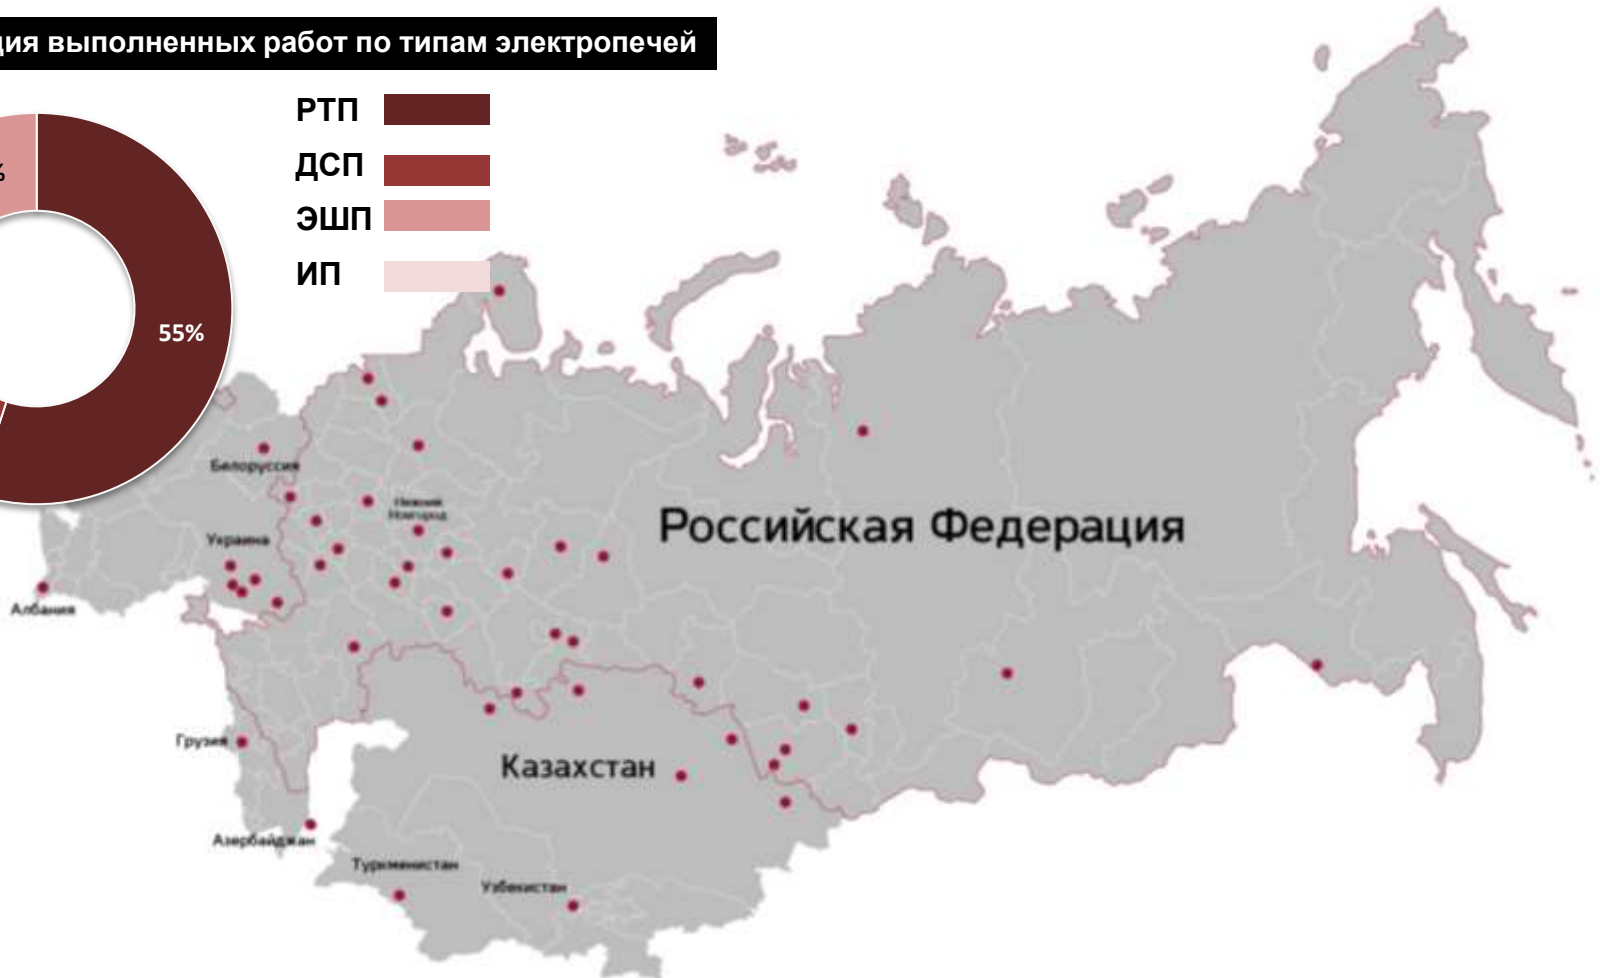 ция выполненных работ по типам электропечей
РТП
ДСП
ЭШП
ИП
%
55%
Белоруссия
Нижний
Новгород
Российская Федерация
Украина
Албания
Грузия
Казахстан
Азербайджан
Туркменистан
Узбекистан